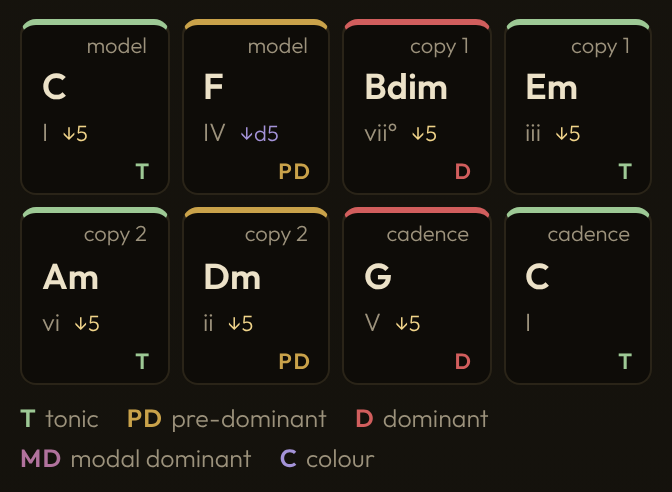 model model copy 1 copy 1
C F Bdim Em
I ↓5 IV ↓d5 vii° ↓5 iii ↓5
T PD D T
copy 2 copy 2 cadence cadence
Am Dm G C
vi ↓5 ii ↓5 V ↓5 I
T PD D T
T tonic PD pre-dominant D dominant
MD modal dominant C colour